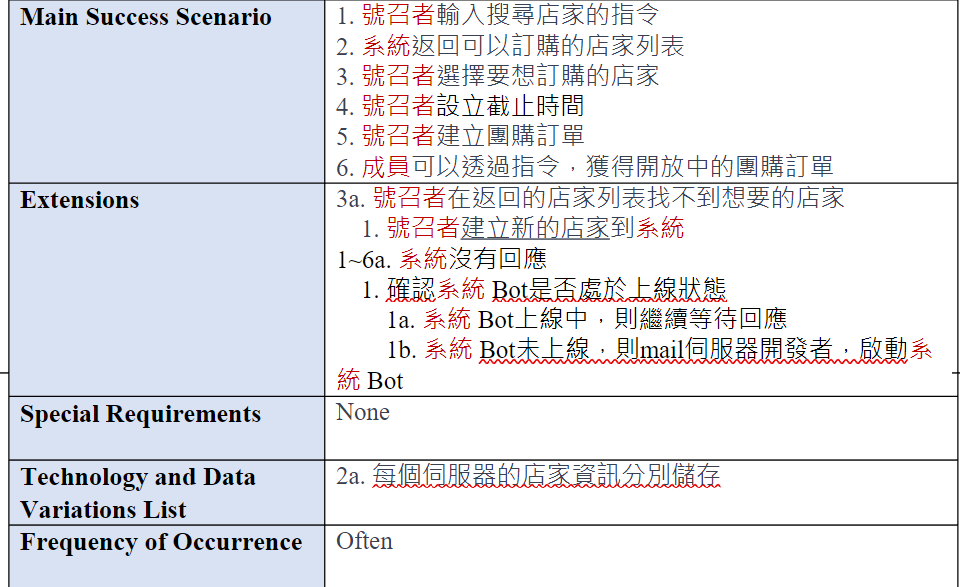 Main Success Scenario
1. 號召者輸入搜尋店家的指令
2. 系統返回可以訂購的店家列表
3. 號召者選擇要想訂購的店家
4. 號召者設立截止時間
5. 號召者建立團購訂單
6. 成員可以透過指令，獲得開放中的團購訂單
Extensions
3a. 號召者在返回的店家列表找不到想要的店家
1. 號召者建立新的店家到系統
1~6a. 系統沒有回應
1. 確認系統 Bot是否處於上線狀態
1a. 系統 Bot上線中，則繼續等待回應
1b. 系統 Bot未上線，則mail伺服器開發者，啟動系
統 Bot
Special Requirements
None
Technology and Data
Variations List
2a. 每個伺服器的店家資訊分別儲存
Frequency of Occurrence
Often